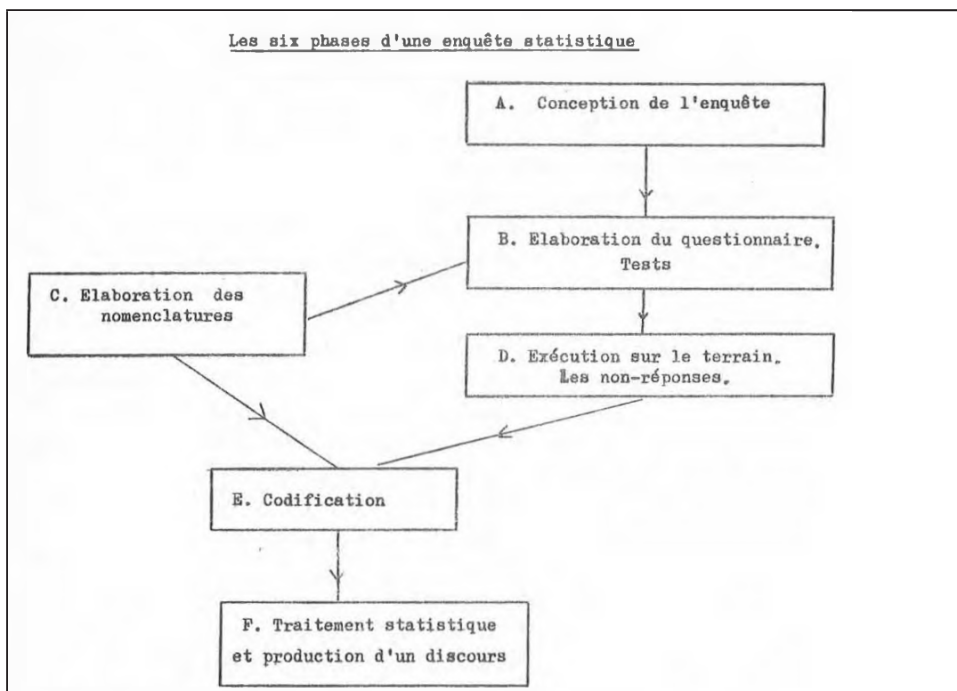 Les six phases d'une enquête statistique
A. Conception de l'enquête
B. Elaboration du questionnaire.
Tests
C. Elaboration des
nomenclatures
D. Exécution sur le terrain.
Les non-réponses.
E. Codification
F. Traitement statistique
et production d'un discours